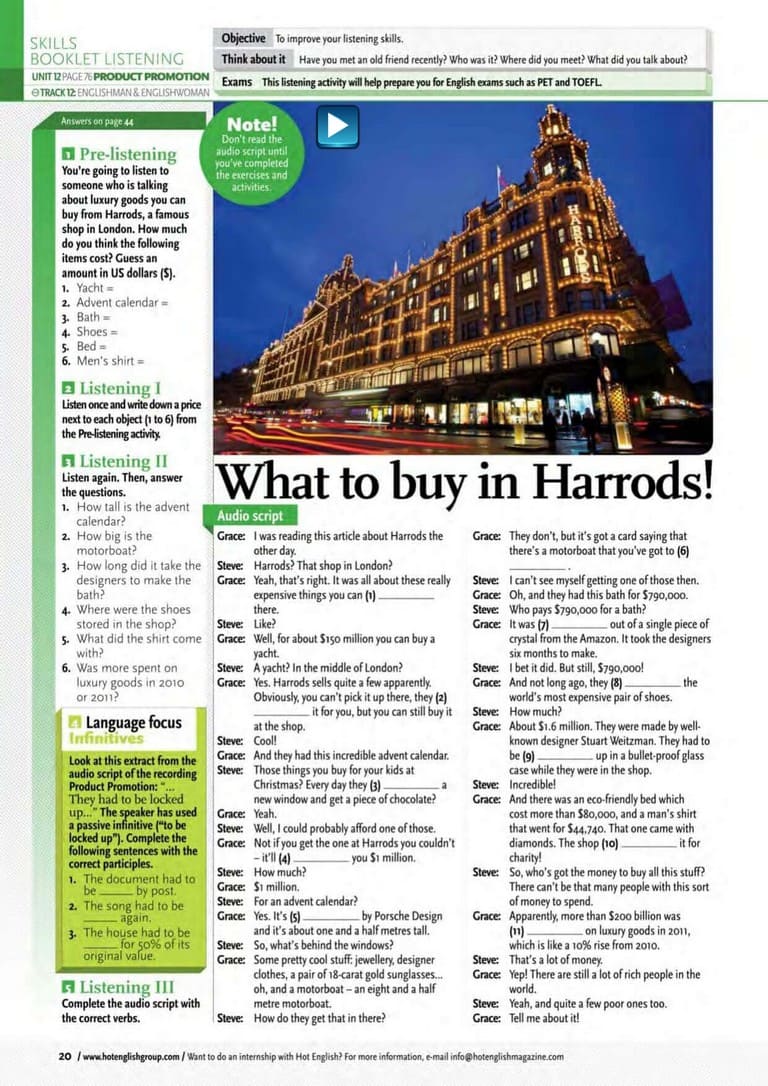 SKILLS
BOOKLET LISTENING
UNIT 12 PAGE 76 PRODUCT PROMOTION
TRACK 12: ENGLISHMAN & ENGLISHWOMAN
Objective To improve your listening skills.
Think about it Have you met an old friend recently? Who was it? Where did you meet? What did you talk about?
Exams This listening activity will help prepare you for English exams such as PET and TOEFL.
Answers on page 44
Note!
Don't read the
audio script until
you've completed
the exercises and
activities.
1 Pre-listening
You're going to listen to
someone who is talking
about luxury goods you can
buy from Harrods, a famous
shop in London. How much
do you think the following
items cost? Guess an
amount in US dollars ($).
1. Yacht =
2. Advent calendar =
3. Bath =
4. Shoes =
5. Bed =
6. Men's shirt =
2 Listening I
Listen once and write down a price
next to each object (1 to 6) from
the Pre-listening activity.
3 Listening II
Listen again. Then, answer
the questions.
1. How tall is the advent
calendar?
2. How big is the
motorboat?
3. How long did it take the
designers to make the
bath?
4. Where were the shoes
stored in the shop?
5. What did the shirt come
with?
6. Was more spent on
luxury goods in 2010
or 2011?
4 Language focus
Infinitives
Look at this extract from the
audio script of the recording
Product Promotion: "...
They had to be locked
up..." The speaker has used
a passive infinitive ("to be
locked up"). Complete the
following sentences with the
correct participles.
1. The document had to
be _____ by post.
2. The song had to be
_____ again.
3. The house had to be
_____ for 50% of its
original value.
5 Listening III
Complete the audio script with
the correct verbs.
HARRODS
What to buy in Harrods!
Audio script
Grace: I was reading this article about Harrods the
other day.
Steve: Harrods? That shop in London?
Grace: Yeah, that's right. It was all about these really
expensive things you can (1) _________
there.
Steve: Like?
Grace: Well, for about $150 million you can buy a
yacht.
Steve: A yacht? In the middle of London?
Grace: Yes. Harrods sells quite a few apparently.
Obviously, you can't pick it up there, they (2)
_________ it for you, but you can still buy it
at the shop.
Steve: Cool!
Grace: And they had this incredible advent calendar.
Steve: Those things you buy for your kids at
Christmas? Every day they (3) _________ a
new window and get a piece of chocolate?
Grace: Yeah.
Steve: Well, I could probably afford one of those.
Grace: Not if you get the one at Harrods you couldn't
– it'll (4) _________ you $1 million.
Steve: How much?
Grace: $1 million.
Steve: For an advent calendar?
Grace: Yes. It's (5) _________ by Porsche Design
and it's about one and a half metres tall.
Steve: So, what's behind the windows?
Grace: Some pretty cool stuff: jewellery, designer
clothes, a pair of 18-carat gold sunglasses...
oh, and a motorboat – an eight and a half
metre motorboat.
Steve: How do they get that in there?
Grace: They don't, but it's got a card saying that
there's a motorboat that you've got to (6)
_________ .
Steve: I can't see myself getting one of those then.
Grace: Oh, and they had this bath for $790,000.
Steve: Who pays $790,000 for a bath?
Grace: It was (7) _________ out of a single piece of
crystal from the Amazon. It took the designers
six months to make.
Steve: I bet it did. But still, $790,000!
Grace: And not long ago, they (8) _________ the
world's most expensive pair of shoes.
Steve: How much?
Grace: About $1.6 million. They were made by well-
known designer Stuart Weitzman. They had to
be (9) _________ up in a bullet-proof glass
case while they were in the shop.
Steve: Incredible!
Grace: And there was an eco-friendly bed which
cost more than $80,000, and a man's shirt
that went for $44,740. That one came with
diamonds. The shop (10) _________ it for
charity!
Steve: So, who's got the money to buy all this stuff?
There can't be that many people with this sort
of money to spend.
Grace: Apparently, more than $200 billion was
(11) _________ on luxury goods in 2011,
which is like a 10% rise from 2010.
Steve: That's a lot of money.
Grace: Yep! There are still a lot of rich people in the
world.
Steve: Yeah, and quite a few poor ones too.
Grace: Tell me about it!
20 / www.hotenglishgroup.com / Want to do an internship with Hot English? For more information, e-mail info@hotenglishmagazine.com